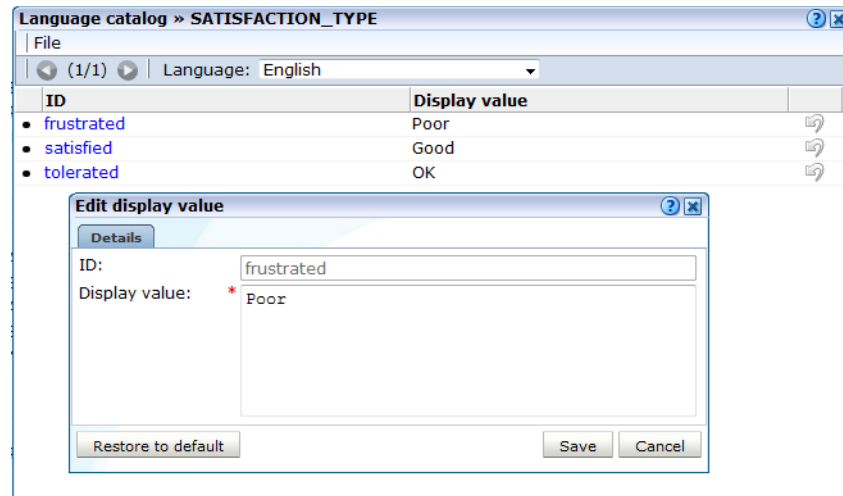 Language catalog » SATISFACTION_TYPE
File
(1/1) Language: English
ID Display value
frustrated Poor
satisfied Good
tolerated OK
Edit display value
Details
ID: frustrated
Display value: * Poor
Restore to default Save Cancel